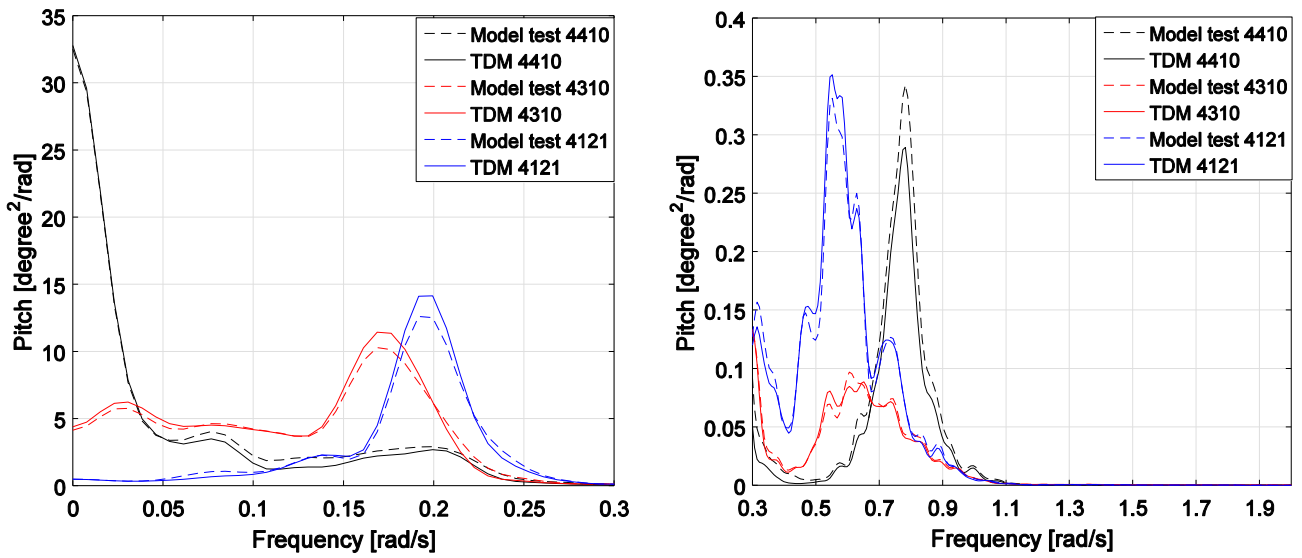 35
30
25
20
15
10
5
0
Pitch [degree²/rad]
0
0.05
0.1
0.15
0.2
0.25
0.3
Frequency [rad/s]
Model test 4410
TDM 4410
Model test 4310
TDM 4310
Model test 4121
TDM 4121
0.4
0.35
0.3
0.25
0.2
0.15
0.1
0.05
0
Pitch [degree²/rad]
0.3
0.5
0.7
0.9
1.1
1.3
1.5
1.7
1.9
Frequency [rad/s]
Model test 4410
TDM 4410
Model test 4310
TDM 4310
Model test 4121
TDM 4121